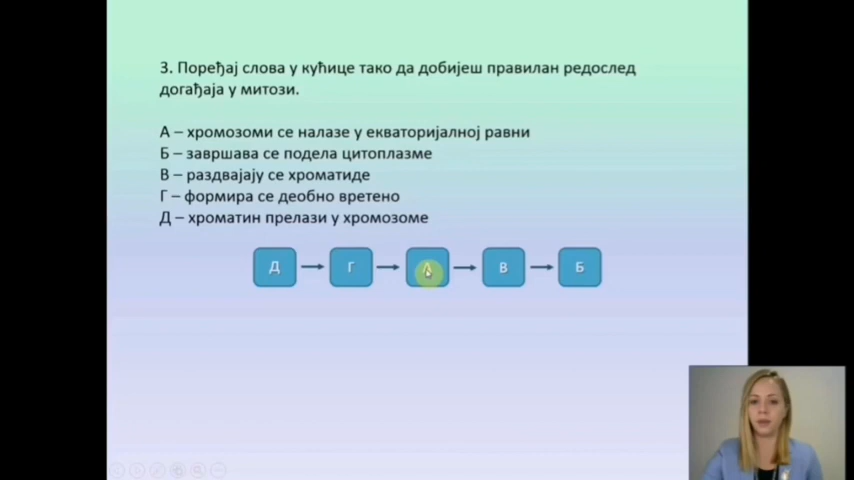 3. Поређај слова у кућице тако да добијеш правилан редослед
догађаја у митози.
А – хромозоми се налазе у екваторијалној равни
Б – завршава се подела цитоплазме
В – раздвајају се хроматиде
Г – формира се деобно вретено
Д – хроматин прелази у хромозоме
Д Г А В Б